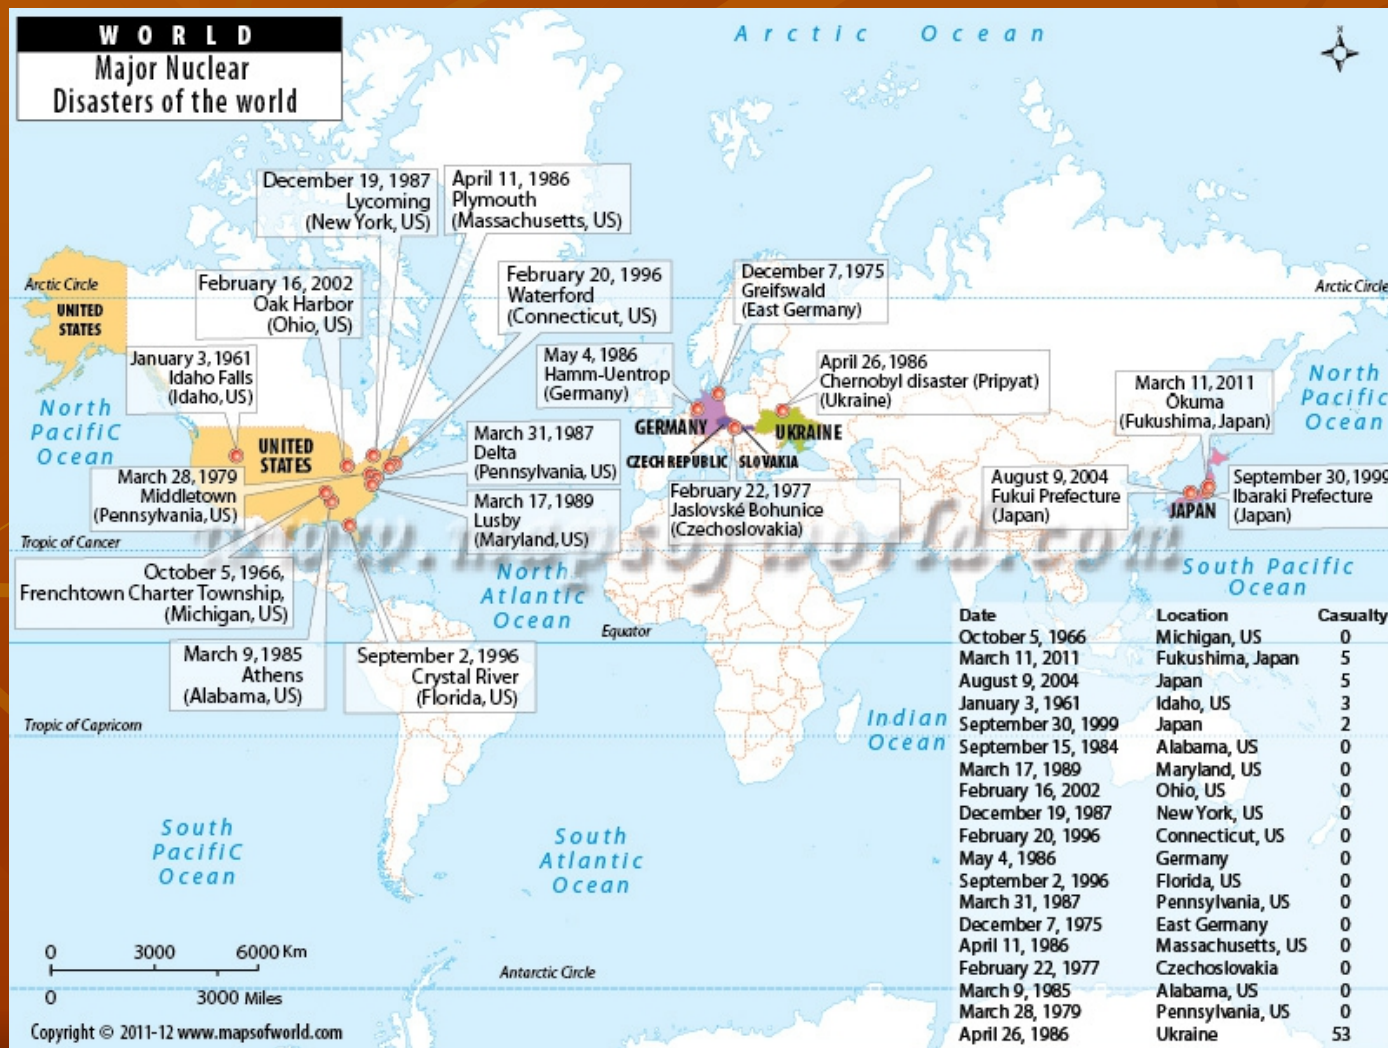 WORLD
Major Nuclear
Disasters of the world
Arctic Ocean
N
December 19, 1987
Lycoming
(New York, US)
April 11, 1986
Plymouth
(Massachusetts, US)
February 16, 2002
Oak Harbor
(Ohio, US)
February 20, 1996
Waterford
(Connecticut, US)
December 7, 1975
Greifswald
(East Germany)
Arctic Circle
Arctic Circle
UNITED
STATES
January 3, 1961
Idaho Falls
(Idaho, US)
May 4, 1986
Hamm-Uentrop
(Germany)
April 26, 1986
Chernobyl disaster (Pripyat)
(Ukraine)
March 11, 2011
Ōkuma
(Fukushima, Japan)
North
PacifiC
Ocean
North
Pacific
Ocean
UNITED
STATES
March 31, 1987
Delta
(Pennsylvania, US)
GERMANY
UKRAINE
CZECH REPUBLIC
SLOVAKIA
March 28, 1979
Middletown
(Pennsylvania, US)
March 17, 1989
Lusby
(Maryland, US)
February 22, 1977
Jaslovské Bohunice
(Czechoslovakia)
August 9, 2004
Fukui Prefecture
(Japan)
JAPAN
September 30, 1999
Ibaraki Prefecture
(Japan)
www.mapsofworld.com
Tropic of Cancer
October 5, 1966,
Frenchtown Charter Township,
(Michigan, US)
North
Atlantic
Ocean
South Pacific
Ocean
Equator
March 9, 1985
Athens
(Alabama, US)
September 2, 1996
Crystal River
(Florida, US)
Tropic of Capricorn
Indian
Ocean
South
PacifiC
Ocean
South
Atlantic
Ocean
Date Location Casualty
October 5, 1966 Michigan, US 0
March 11, 2011 Fukushima, Japan 5
August 9, 2004 Japan 5
January 3, 1961 Idaho, US 3
September 30, 1999 Japan 2
September 15, 1984 Alabama, US 0
March 17, 1989 Maryland, US 0
February 16, 2002 Ohio, US 0
December 19, 1987 New York, US 0
February 20, 1996 Connecticut, US 0
May 4, 1986 Germany 0
September 2, 1996 Florida, US 0
March 31, 1987 Pennsylvania, US 0
December 7, 1975 East Germany 0
April 11, 1986 Massachusetts, US 0
February 22, 1977 Czechoslovakia 0
March 9, 1985 Alabama, US 0
March 28, 1979 Pennsylvania, US 0
April 26, 1986 Ukraine 53
Antarctic Circle
0 3000 6000 Km
0 3000 Miles
Copyright © 2011-12 www.mapsofworld.com